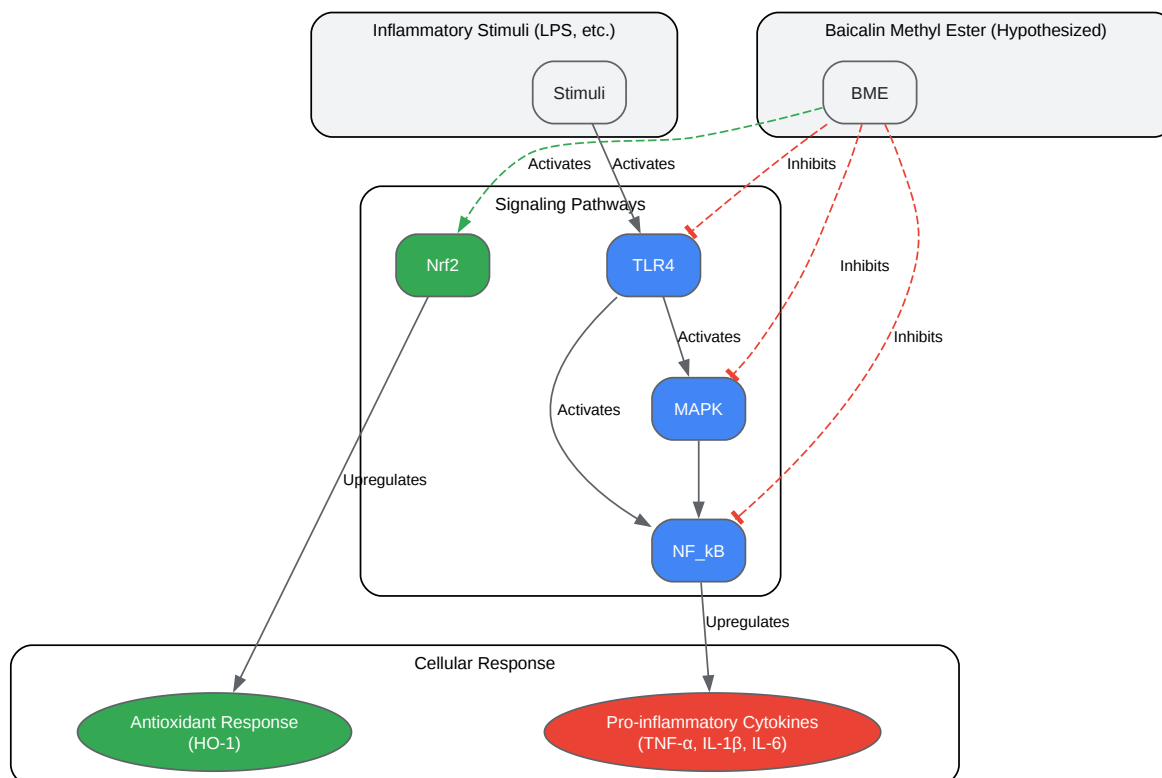 Inflammatory Stimuli (LPS, etc.)
Baicalin Methyl Ester (Hypothesized)
Stimuli
BME
Activates
Activates
Inhibits
Signaling Pathways
Nrf2
TLR4
Inhibits
Activates
Inhibits
MAPK
Activates
Upregulates
NF_kB
Upregulates
Cellular Response
Antioxidant Response
(HO-1)
Pro-inflammatory Cytokines
(TNF-α, IL-1β, IL-6)